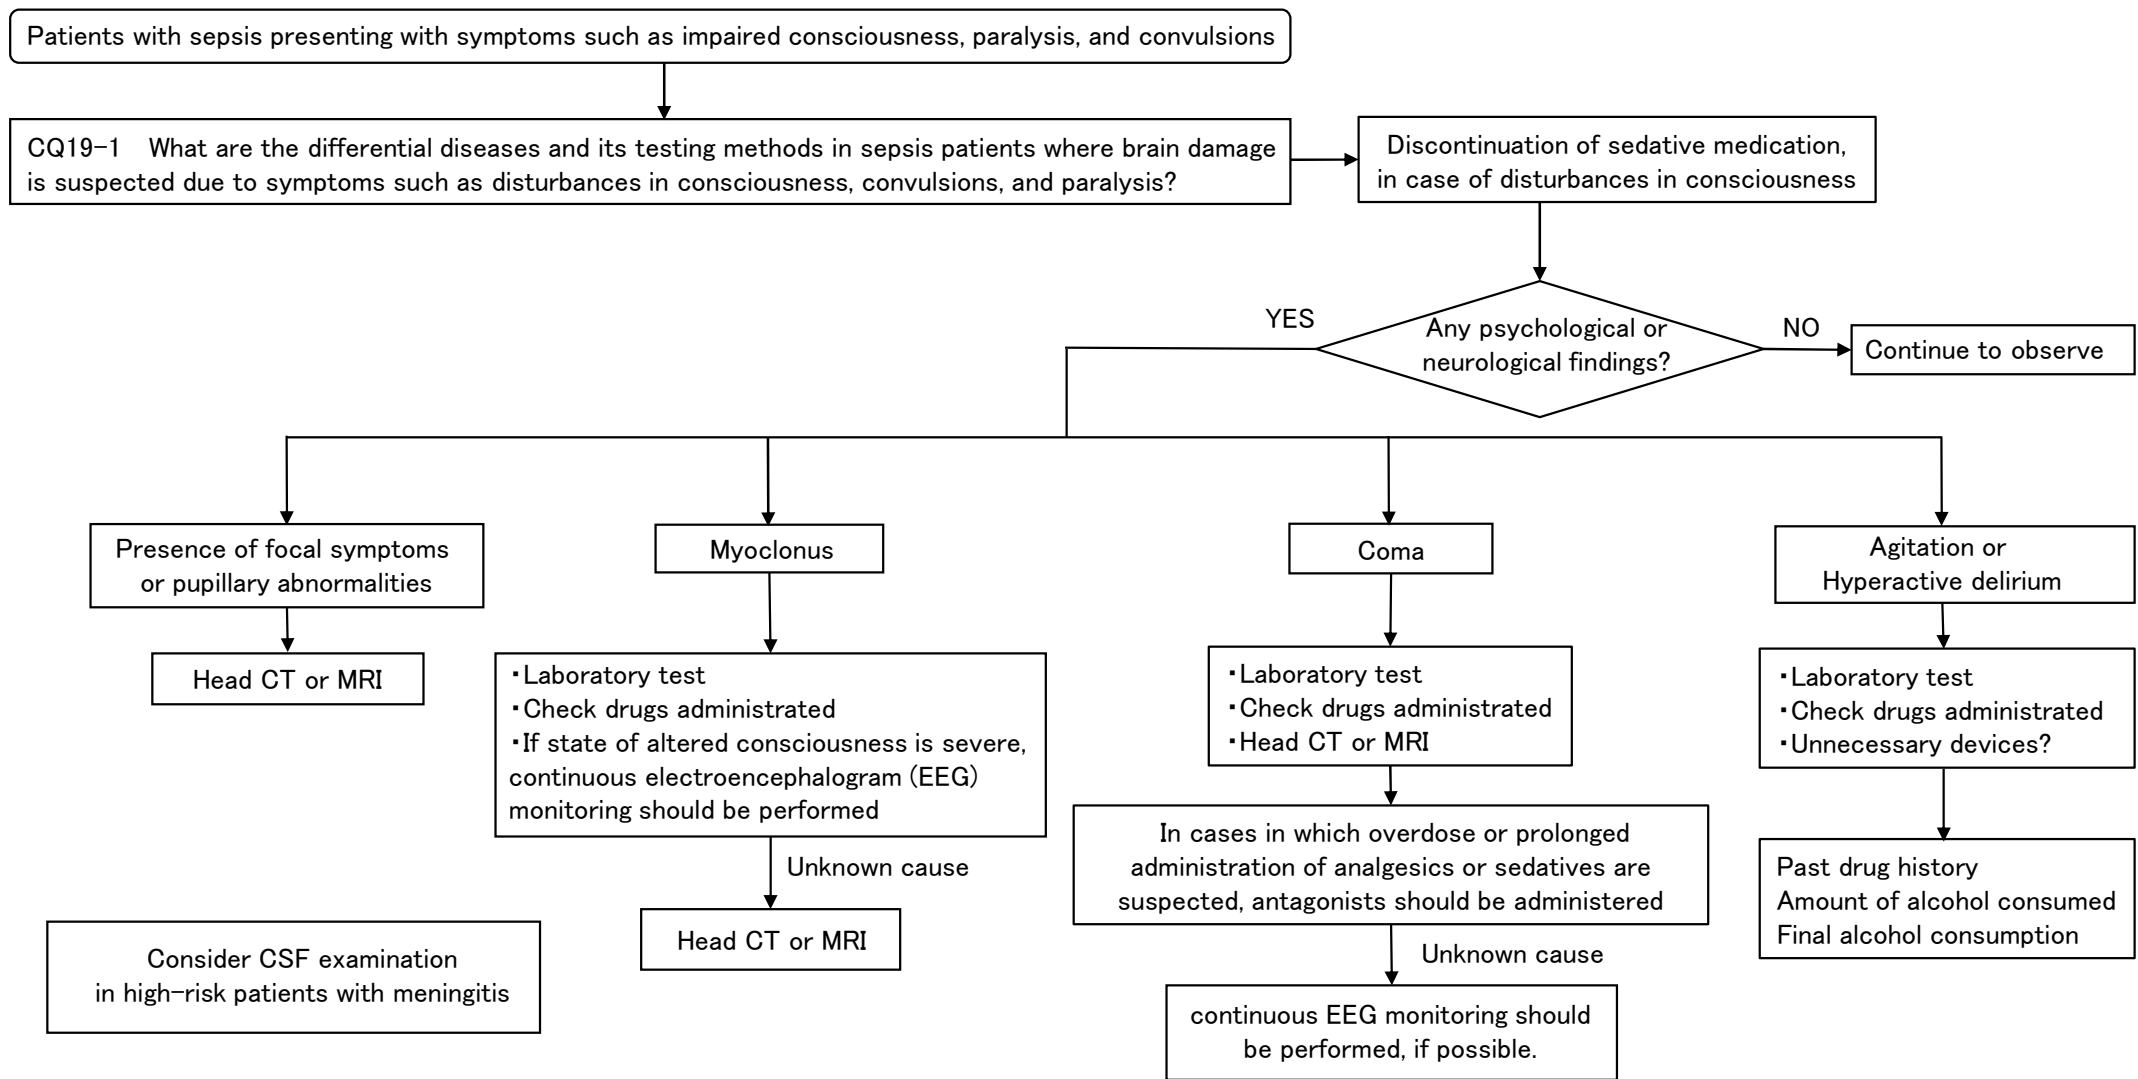 Patients with sepsis presenting with symptoms such as impaired consciousness, paralysis, and convulsions
CQ19-1 What are the differential diseases and its testing methods in sepsis patients where brain damage
is suspected due to symptoms such as disturbances in consciousness, convulsions, and paralysis?
Discontinuation of sedative medication,
in case of disturbances in consciousness
Any psychological or
neurological findings?
YES
NO
Continue to observe
Presence of focal symptoms
or pupillary abnormalities
Head CT or MRI
Myoclonus
・Laboratory test
・Check drugs administrated
・If state of altered consciousness is severe,
continuous electroencephalogram (EEG)
monitoring should be performed
Unknown cause
Head CT or MRI
Coma
・Laboratory test
・Check drugs administrated
・Head CT or MRI
In cases in which overdose or prolonged
administration of analgesics or sedatives are
suspected, antagonists should be administered
Unknown cause
continuous EEG monitoring should
be performed, if possible.
Agitation or
Hyperactive delirium
・Laboratory test
・Check drugs administrated
・Unnecessary devices?
Past drug history
Amount of alcohol consumed
Final alcohol consumption
Consider CSF examination
in high-risk patients with meningitis